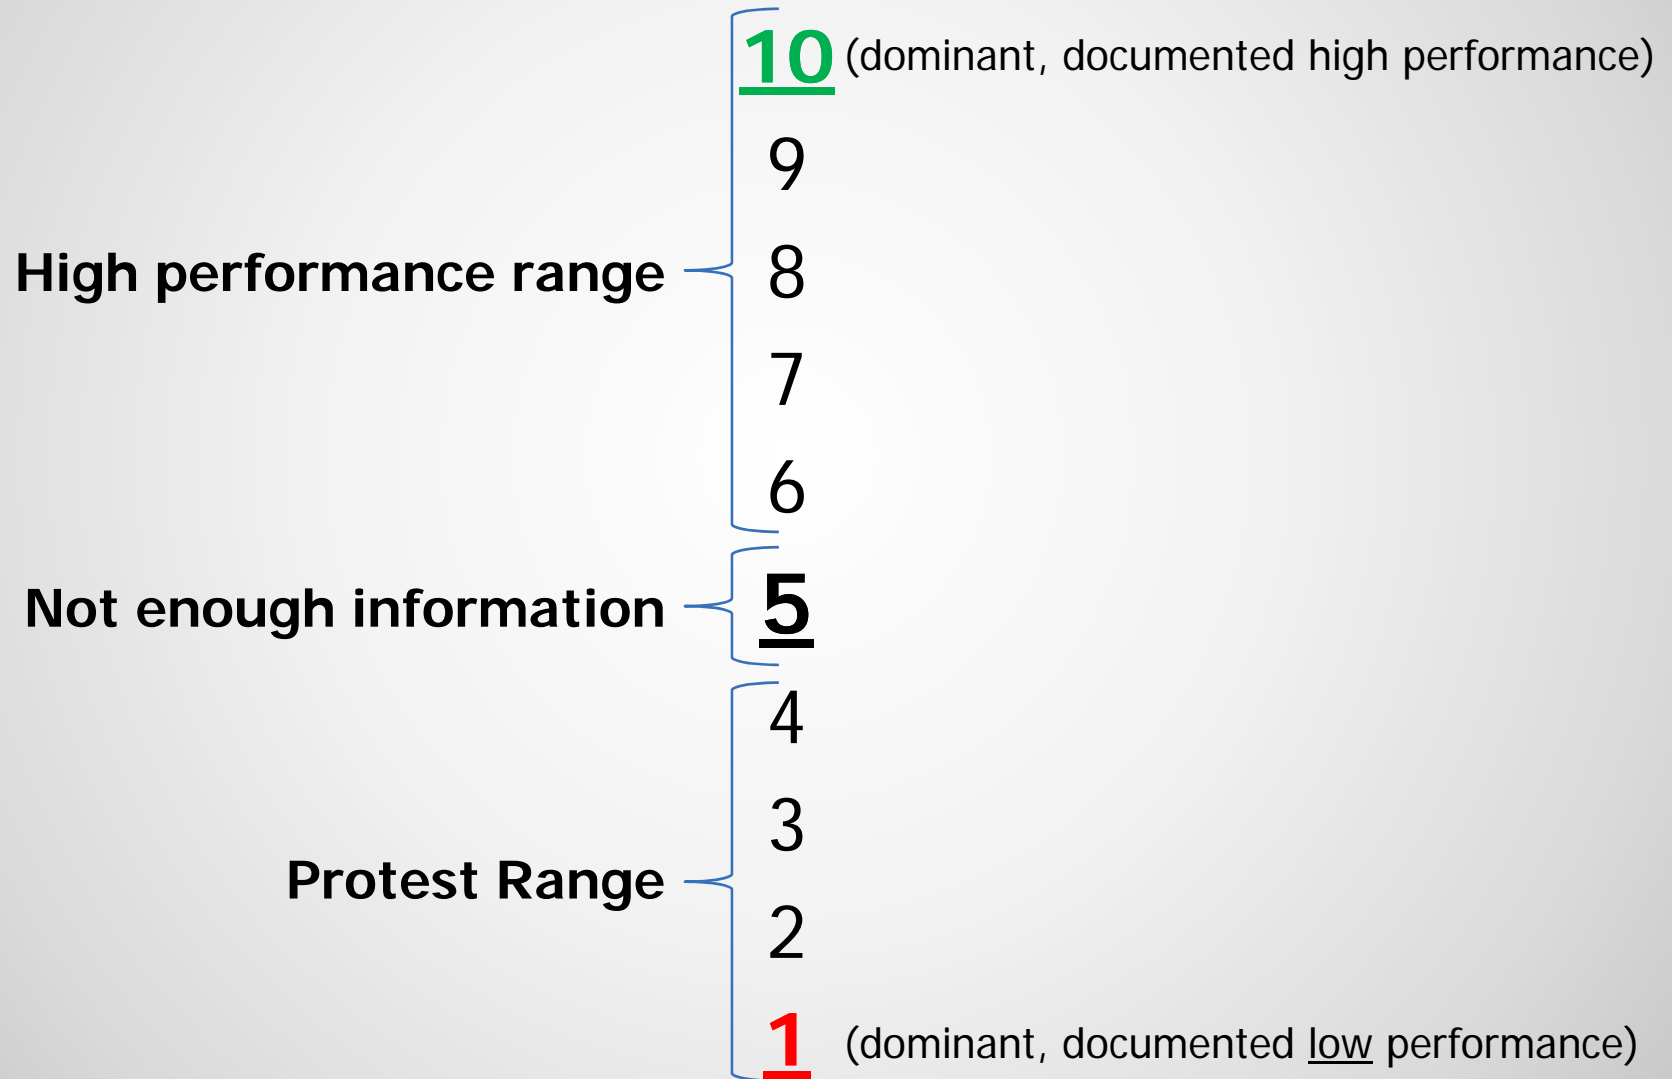 10 (dominant, documented high performance)
9
High performance range 8
7
6
Not enough information 5
4
3
Protest Range
2
1 (dominant, documented low performance)